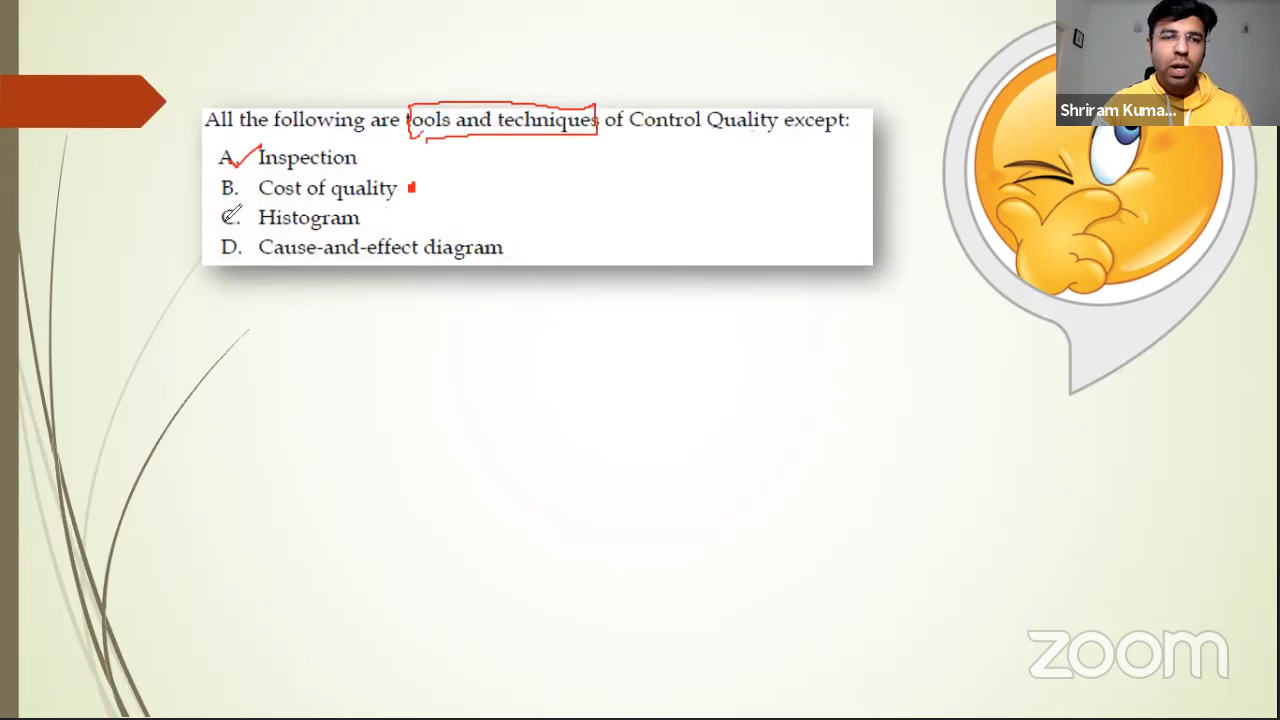 Shriram Kuma...
All the following are tools and techniques of Control Quality except:
A. Inspection
B. Cost of quality
C. Histogram
D. Cause-and-effect diagram
zoom